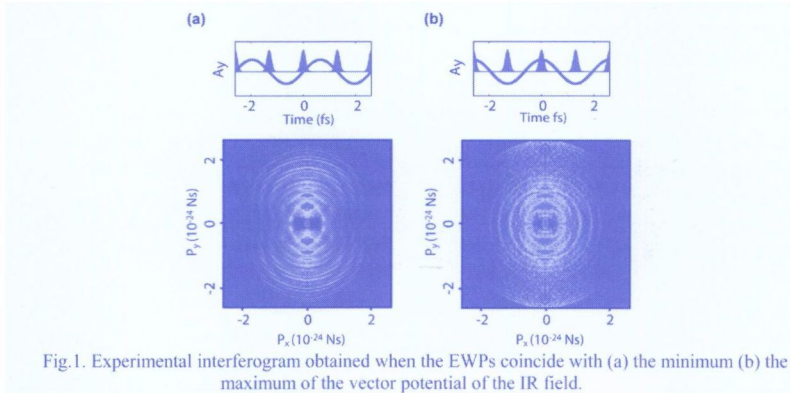 (a)
(b)
Ay
Ay
-2 0 2
-2 0 2
Time (fs)
Time fs)
2
2
Py (10-24 Ns)
Py (10-24 Ns)
0
0
-2
-2
-2 0 2
-2 0 2
Px (10-24 Ns)
Px (10-24 Ns)
Fig.1. Experimental interferogram obtained when the EWPs coincide with (a) the minimum (b) the
maximum of the vector potential of the IR field.